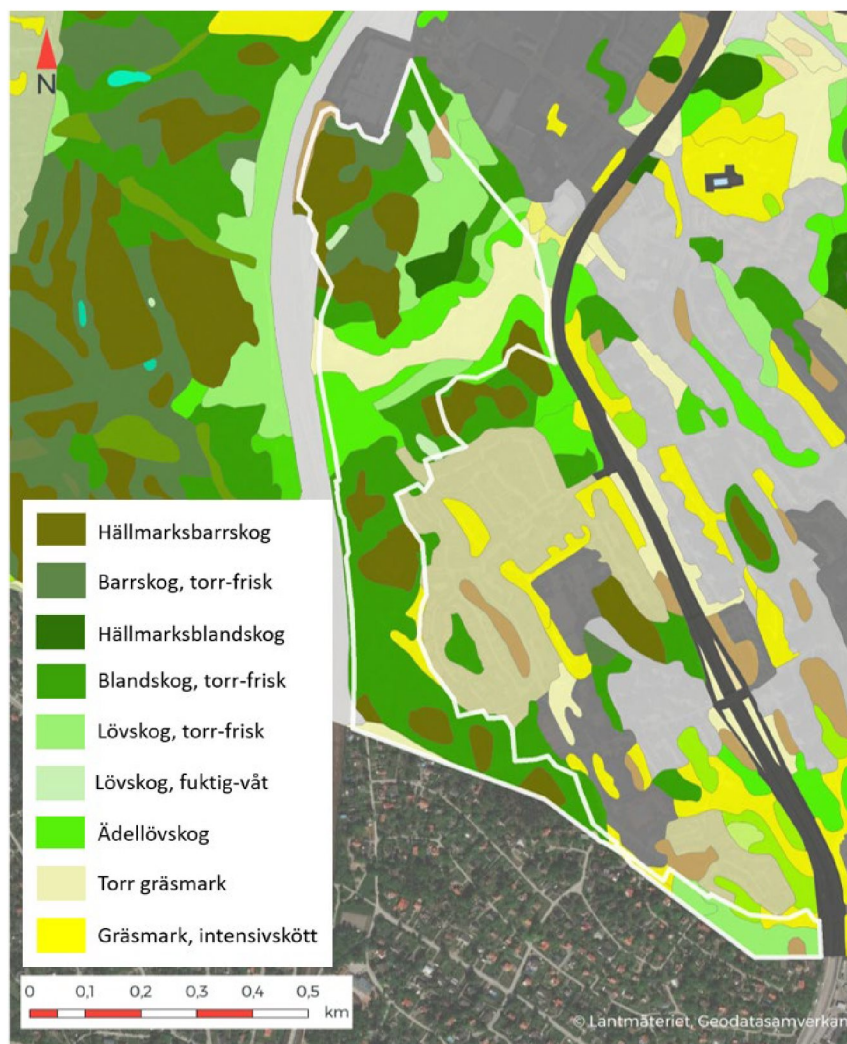 N
Hällmarksbarrskog
Barrskog, torr-frisk
Hällmarksblandskog
Blandskog, torr-frisk
Lövskog, torr-frisk
Lövskog, fuktig-våt
Ädellövskog
Torr gräsmark
Gräsmark, intensivskött
0 0,1 0,2 0,3 0,4 0,5
km
© Lantmäteriet, Geodatasamverkan